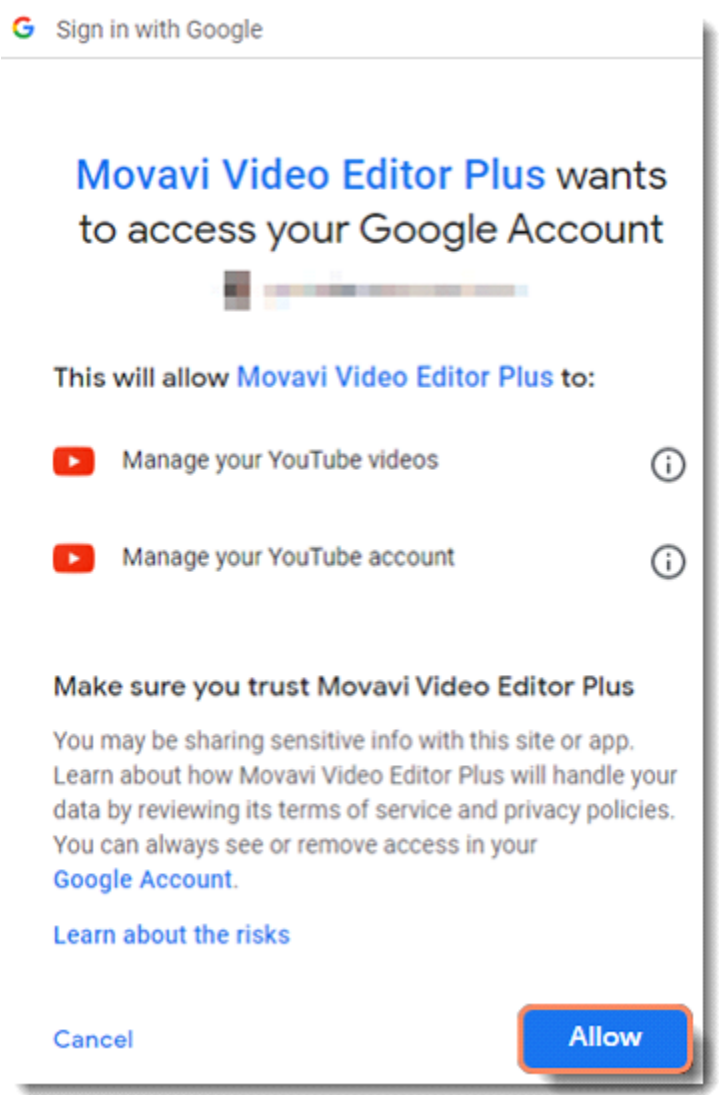 Sign in with Google
Movavi Video Editor Plus wants
to access your Google Account
This will allow Movavi Video Editor Plus to:
Manage your YouTube videos
Manage your YouTube account
Make sure you trust Movavi Video Editor Plus
You may be sharing sensitive info with this site or app.
Learn about how Movavi Video Editor Plus will handle your
data by reviewing its terms of service and privacy policies.
You can always see or remove access in your
Google Account.
Learn about the risks
Cancel
Allow